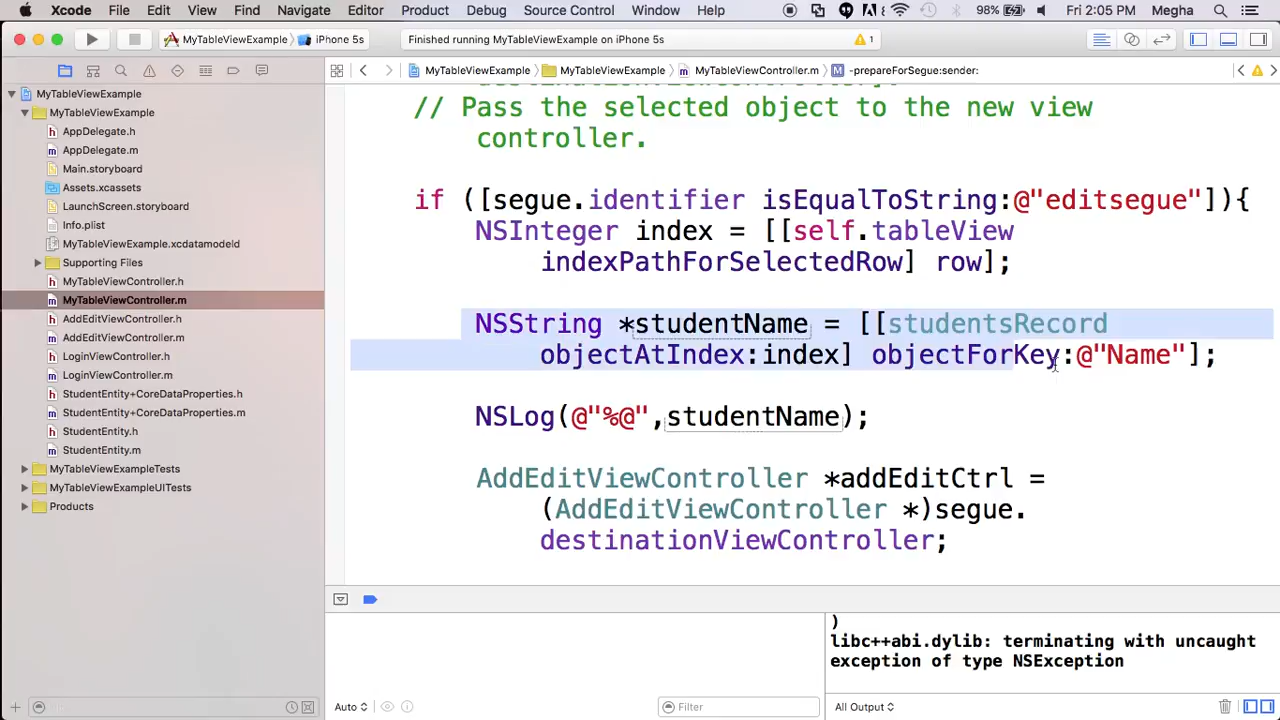 Xcode File Edit View Find Navigate Editor Product Debug Source Control Window Help 98% Fri 2:05 PM Megha
MyTableViewExample iPhone 5s Finished running MyTableViewExample on iPhone 5s 1
MyTableViewExample MyTableViewExample MyTableViewController.m -prepareForSegue:sender:
MyTableViewExample
MyTableViewExample
AppDelegate.h
AppDelegate.m
Main.storyboard
Assets.xcassets
LaunchScreen.storyboard
Info.plist
MyTableViewExample.xcdatamodeld
Supporting Files
MyTableViewController.h
MyTableViewController.m
AddEditViewController.h
AddEditViewController.m
LoginViewController.h
LoginViewController.m
StudentEntity+CoreDataProperties.h
StudentEntity+CoreDataProperties.m
StudentEntity.h
StudentEntity.m
MyTableViewExampleTests
MyTableViewExampleUITests
Products
// Pass the selected object to the new view
controller.
if ([segue.identifier isEqualToString:@"editsegue"]){
NSInteger index = [[self.tableView
indexPathForSelectedRow] row];
NSString *studentName = [[studentsRecord
objectAtIndex:index] objectForKey:@"Name"];
NSLog(@"%@",studentName);
AddEditViewController *addEditCtrl =
(AddEditViewController *)segue.
destinationViewController;
)
libc++abi.dylib: terminating with uncaught
exception of type NSException
Auto Filter All Output